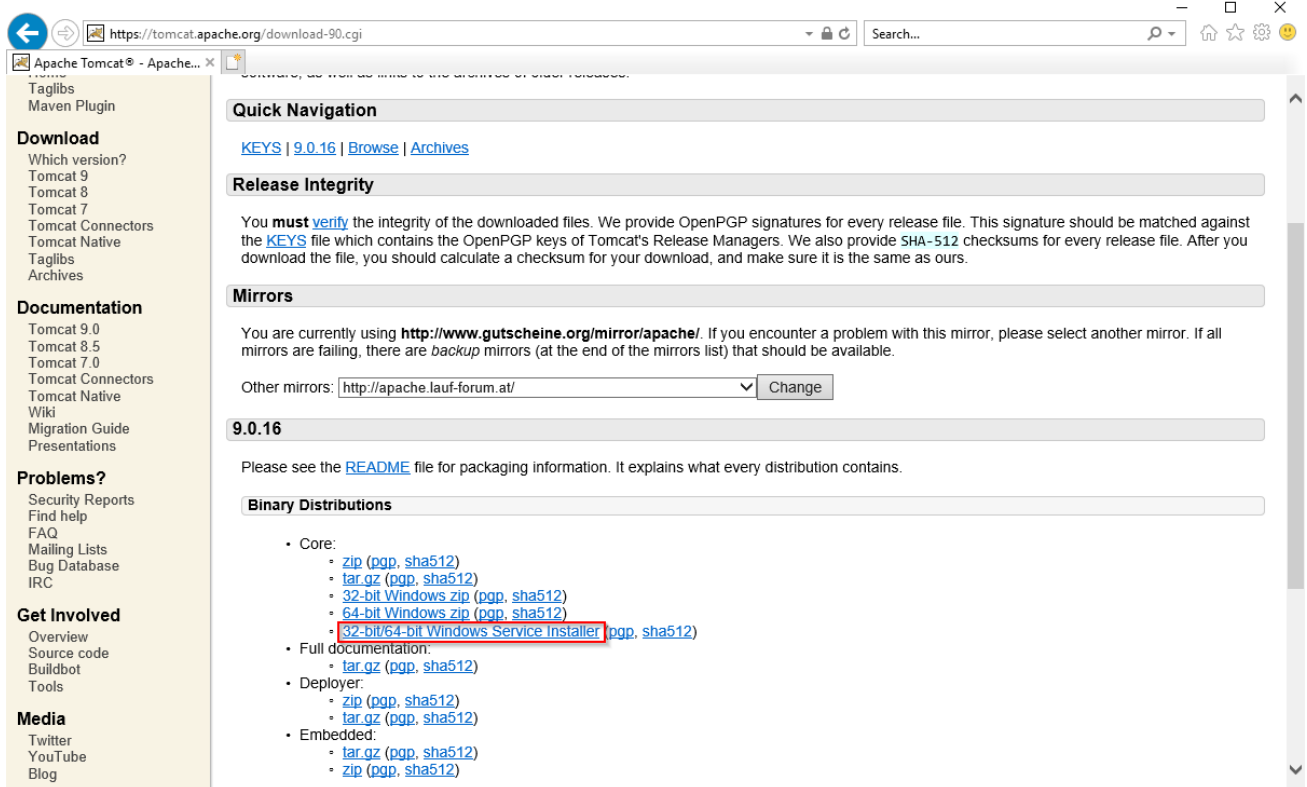 https://tomcat.apache.org/download-90.cgi
Search...
Apache Tomcat® - Apache...
Home
Taglibs
Maven Plugin
Download
Which version?
Tomcat 9
Tomcat 8
Tomcat 7
Tomcat Connectors
Tomcat Native
Taglibs
Archives
Documentation
Tomcat 9.0
Tomcat 8.5
Tomcat 7.0
Tomcat Connectors
Tomcat Native
Wiki
Migration Guide
Presentations
Problems?
Security Reports
Find help
FAQ
Mailing Lists
Bug Database
IRC
Get Involved
Overview
Source code
Buildbot
Tools
Media
Twitter
YouTube
Blog
software, as well as links to the archives of older releases.
Quick Navigation
KEYS | 9.0.16 | Browse | Archives
Release Integrity
You must verify the integrity of the downloaded files. We provide OpenPGP signatures for every release file. This signature should be matched against
the KEYS file which contains the OpenPGP keys of Tomcat's Release Managers. We also provide SHA-512 checksums for every release file. After you
download the file, you should calculate a checksum for your download, and make sure it is the same as ours.
Mirrors
You are currently using http://www.gutscheine.org/mirror/apache/. If you encounter a problem with this mirror, please select another mirror. If all
mirrors are failing, there are backup mirrors (at the end of the mirrors list) that should be available.
Other mirrors: http://apache.lauf-forum.at/ Change
9.0.16
Please see the README file for packaging information. It explains what every distribution contains.
Binary Distributions
• Core:
◦ zip (pgp, sha512)
◦ tar.gz (pgp, sha512)
◦ 32-bit Windows zip (pgp, sha512)
◦ 64-bit Windows zip (pgp, sha512)
◦ 32-bit/64-bit Windows Service Installer (pgp, sha512)
• Full documentation:
◦ tar.gz (pgp, sha512)
• Deployer:
◦ zip (pgp, sha512)
◦ tar.gz (pgp, sha512)
• Embedded:
◦ tar.gz (pgp, sha512)
◦ zip (pgp, sha512)